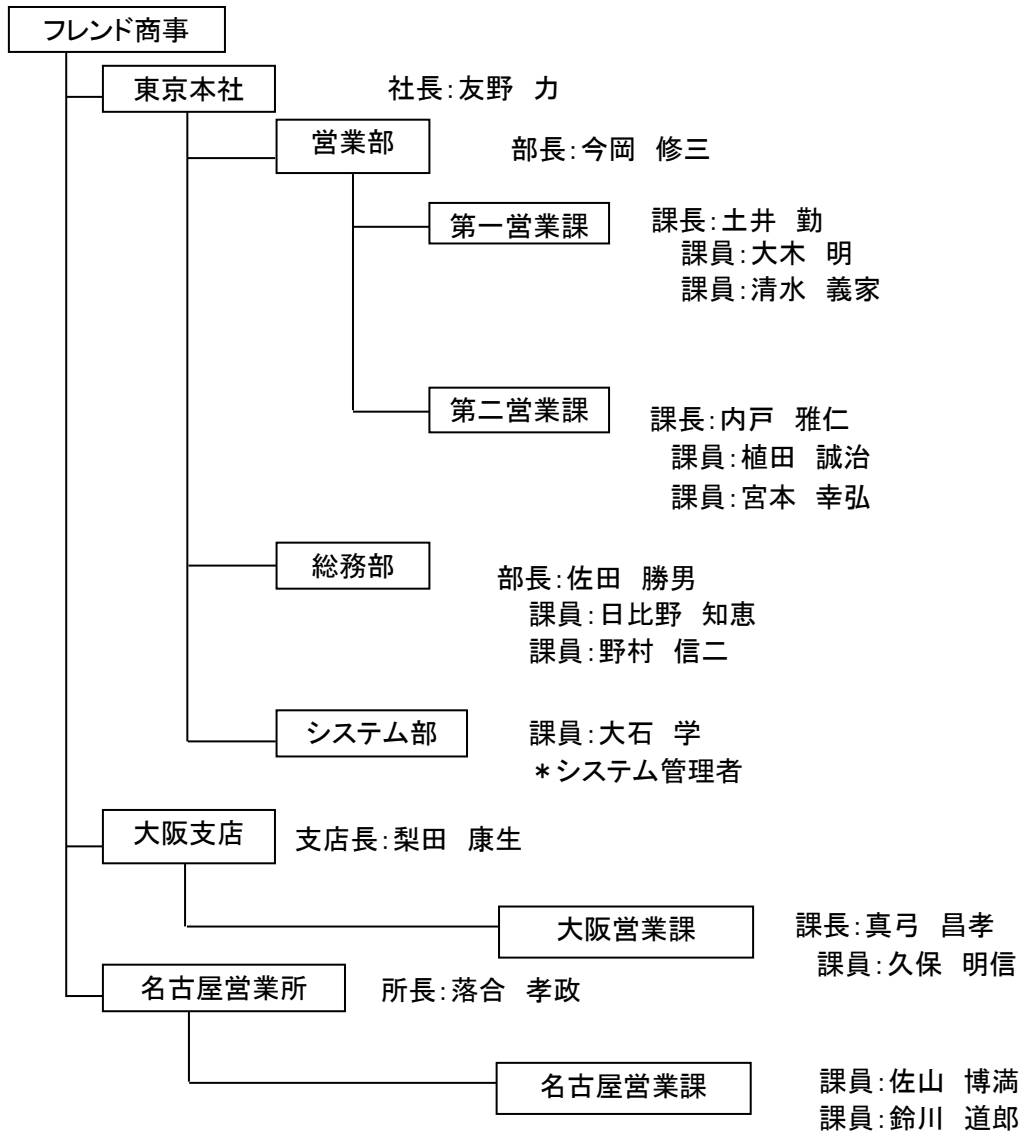 フレンド商事
東京本社　社長：友野　力
営業部　部長：今岡　修三
第一営業課　課長：土井　勤
課員：大木　明
課員：清水　義家
第二営業課　課長：内戸　雅仁
課員：植田　誠治
課員：宮本　幸弘
総務部　部長：佐田　勝男
課員：日比野　知恵
課員：野村　信二
システム部　課員：大石　学
＊システム管理者
大阪支店　支店長：梨田　康生
大阪営業課　課長：真弓　昌孝
課員：久保　明信
名古屋営業所　所長：落合　孝政
名古屋営業課　課員：佐山　博満
課員：鈴川　道郎